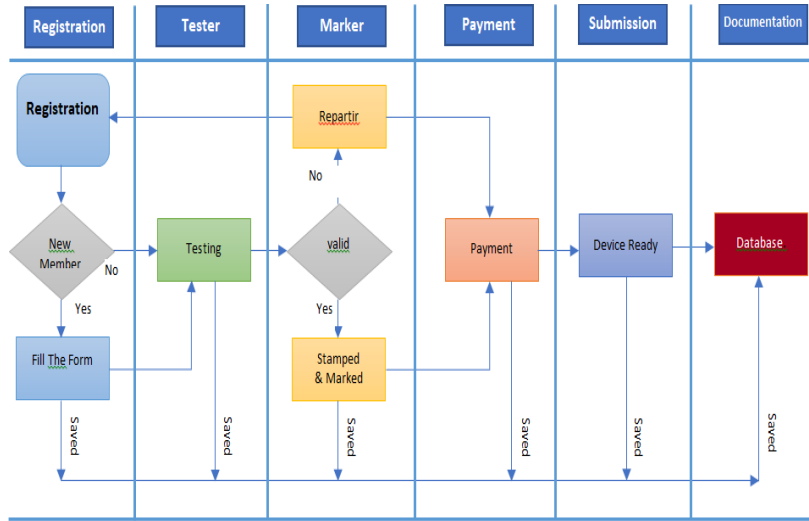 Registration
Tester
Marker
Payment
Submission
Documentation
Registration
Repartir
No
New
Member
No
Testing
valid
Payment
Device Ready
Database.
Yes
Yes
Fill The Form
Stamped
& Marked
Saved
Saved
Saved
Saved
Saved
Saved